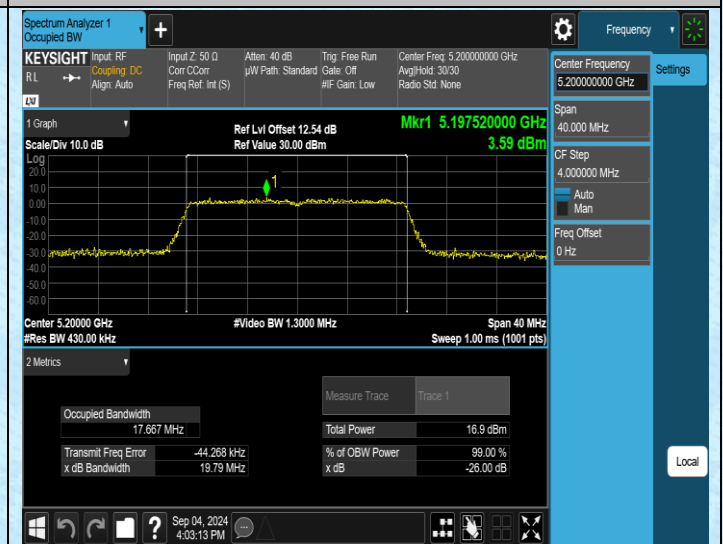 Spectrum Analyzer 1
Occupied BW
Frequency
KEYSIGHT
R L
LXI
Input: RF
Coupling: DC
Align: Auto
Input Z: 50 Ω
Corr CCorr
Freq Ref: Int (S)
Atten: 40 dB
µW Path: Standard
Trig: Free Run
Gate: Off
#IF Gain: Low
Center Freq: 5.200000000 GHz
Avg|Hold: 30/30
Radio Std: None
Center Frequency
5.200000000 GHz
Settings
Span
40.000 MHz
CF Step
4.000000 MHz
Auto
Man
Freq Offset
0 Hz
1 Graph
Scale/Div 10.0 dB
Ref Lvl Offset 12.54 dB
Ref Value 30.00 dBm
Mkr1 5.197520000 GHz
3.59 dBm
Log
20.0
10.0
0.00
-10.0
-20.0
-30.0
-40.0
-50.0
-60.0
1
Center 5.20000 GHz
#Res BW 430.00 kHz
#Video BW 1.3000 MHz
Span 40 MHz
Sweep 1.00 ms (1001 pts)
2 Metrics
Measure Trace
Trace 1
Occupied Bandwidth
17.667 MHz
Total Power
16.9 dBm
Transmit Freq Error
-44.268 kHz
% of OBW Power
99.00 %
x dB Bandwidth
19.79 MHz
x dB
-26.00 dB
Local
?
Sep 04, 2024
4:03:13 PM